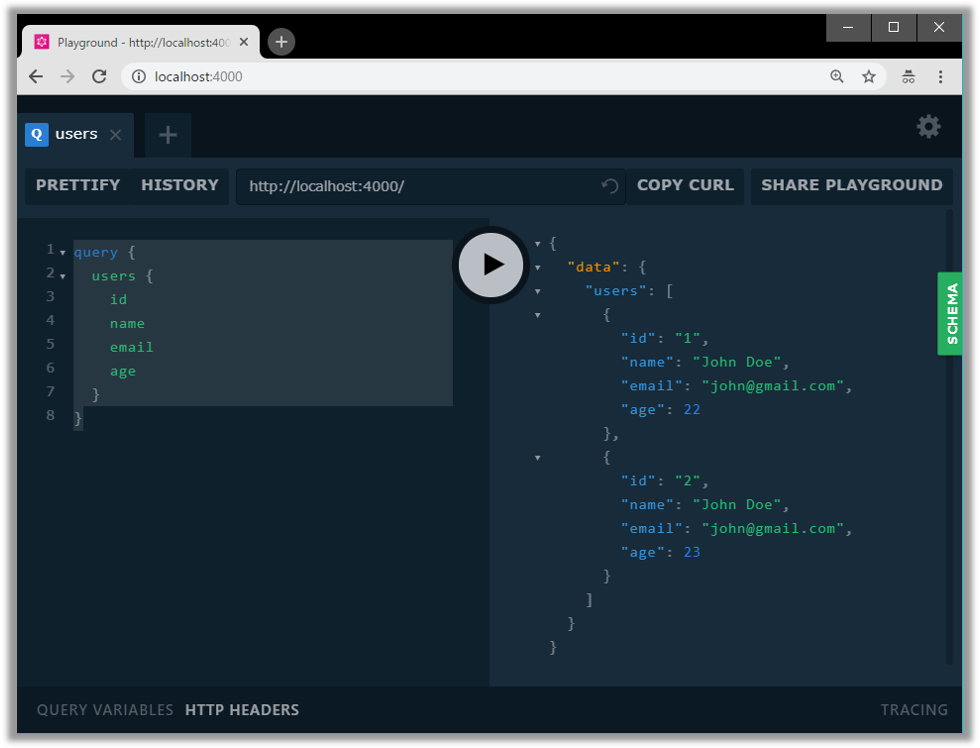 Playground - http://localhost:400
localhost:4000
Q users
PRETTIFY HISTORY http://localhost:4000/ COPY CURL SHARE PLAYGROUND
1 query {
2 users {
3 id
4 name
5 email
6 age
7 }
8 }
{
"data": {
"users": [
{
"id": "1",
"name": "John Doe",
"email": "john@gmail.com",
"age": 22
},
{
"id": "2",
"name": "John Doe",
"email": "john@gmail.com",
"age": 23
}
]
}
}
SCHEMA
QUERY VARIABLES HTTP HEADERS TRACING